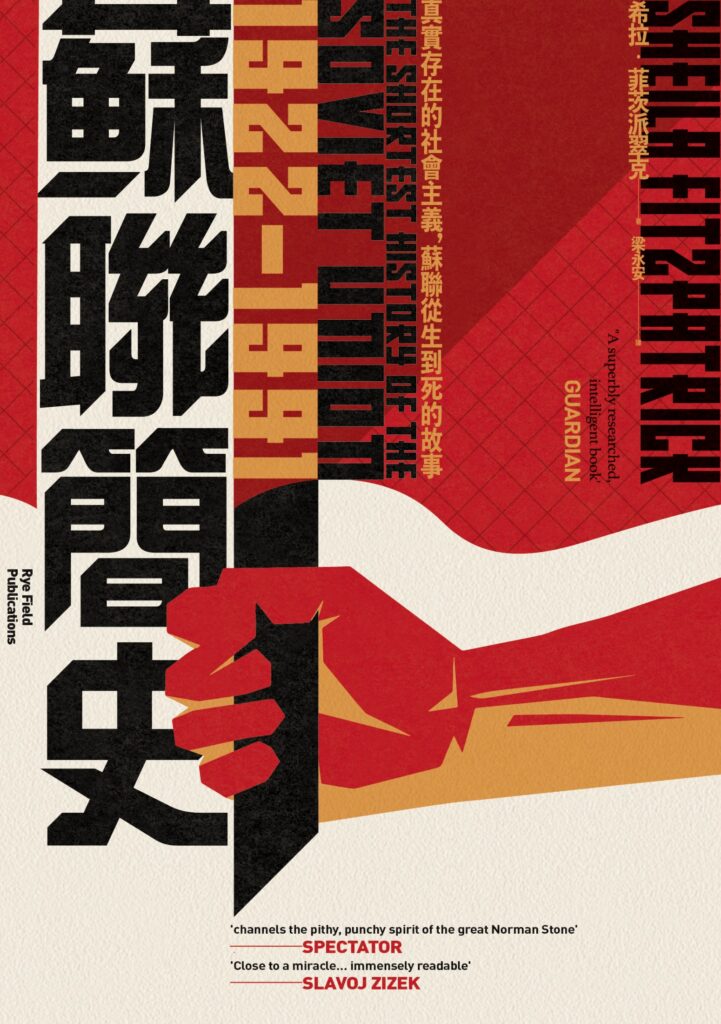 蘇聯簡史
1922–1991
SOVIET UNION
THE SHORTEST HISTORY OF THE
真實存在的社會主義，蘇聯從生到死的故事
希拉．菲茨派翠克
著
梁永安
譯
SHEILA FITZPATRICK
"A superbly researched,
intelligent book'
GUARDIAN
Rye Field
Publications
'channels the pithy, punchy spirit of the great Norman Stone'
SPECTATOR
'Close to a miracle... immensely readable'
SLAVOJ ZIZEK